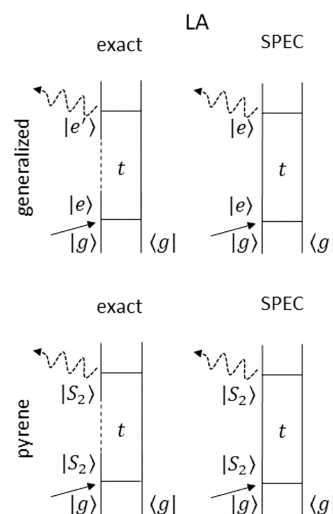 LA
exact SPEC
generalized
|e'⟩ |e⟩
t t
|e⟩ |e⟩
|g⟩ ⟨g| |g⟩ ⟨g|
exact SPEC
pyrene
|S₂⟩ |S₂⟩
t t
|S₂⟩ |S₂⟩
|g⟩ ⟨g| |g⟩ ⟨g|